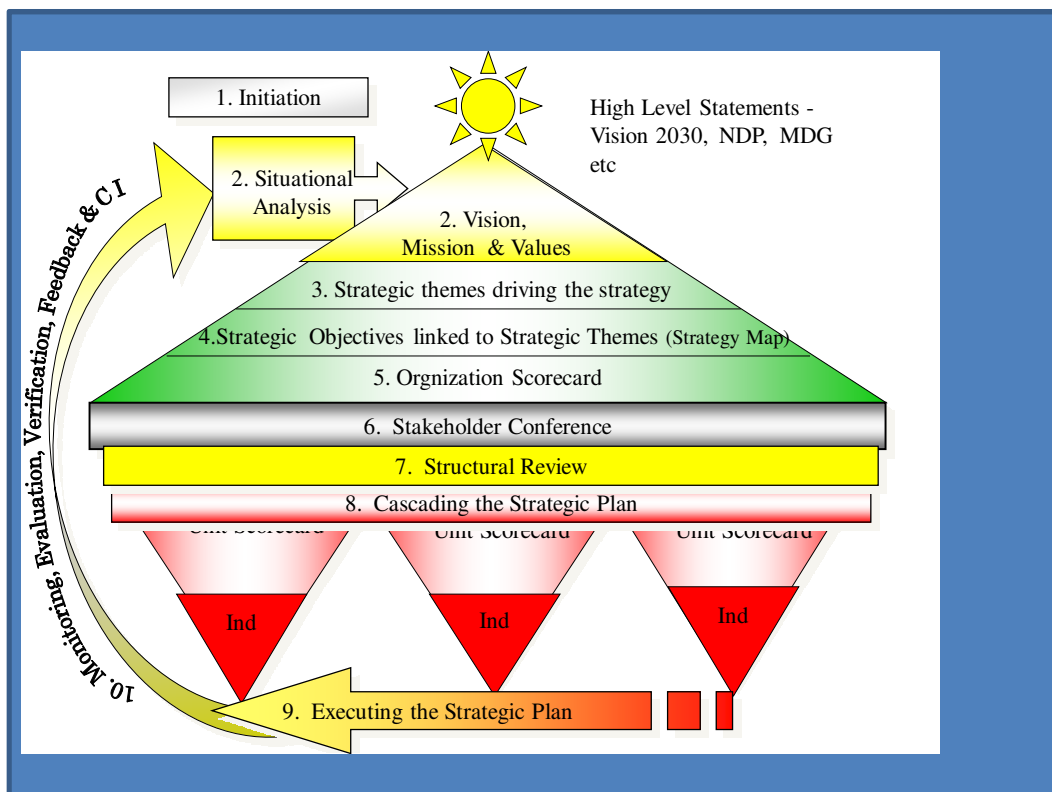 1. Initiation
High Level Statements -
Vision 2030, NDP, MDG
etc
2. Situational
Analysis
2. Vision,
Mission & Values
3. Strategic themes driving the strategy
4.Strategic Objectives linked to Strategic Themes (Strategy Map)
5. Orgnization Scorecard
6. Stakeholder Conference
7. Structural Review
8. Cascading the Strategic Plan
Unit Scorecard
Unit Scorecard
Unit Scorecard
Ind
Ind
Ind
9. Executing the Strategic Plan
10. Monitoring, Evaluation, Verification, Feedback & CI